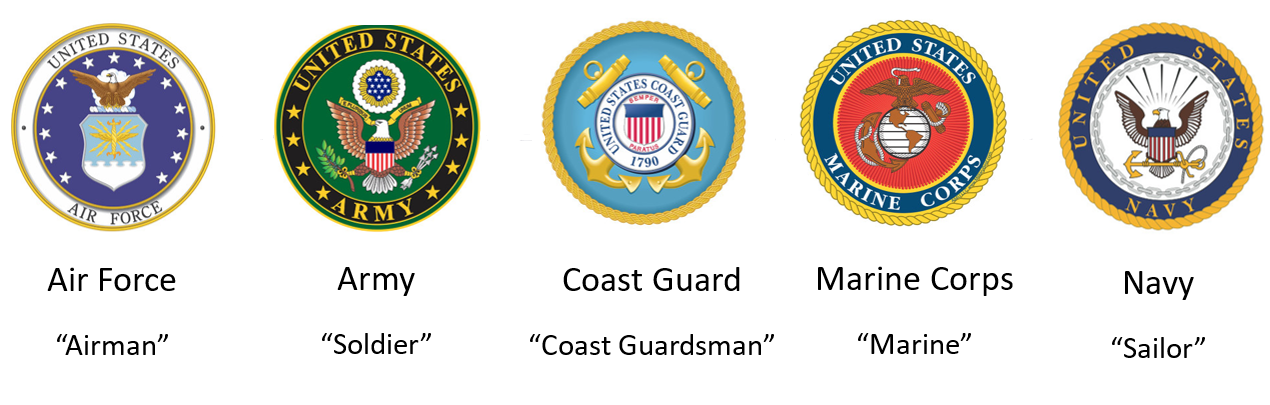 UNITED STATES
AIR FORCE
UNITED STATES
ARMY
UNITED STATES COAST GUARD
SEMPER
PARATUS
1790
UNITED STATES
MARINE CORPS
UNITED STATES
NAVY
Air Force
Army
Coast Guard
Marine Corps
Navy
“Airman”
“Soldier”
“Coast Guardsman”
“Marine”
“Sailor”